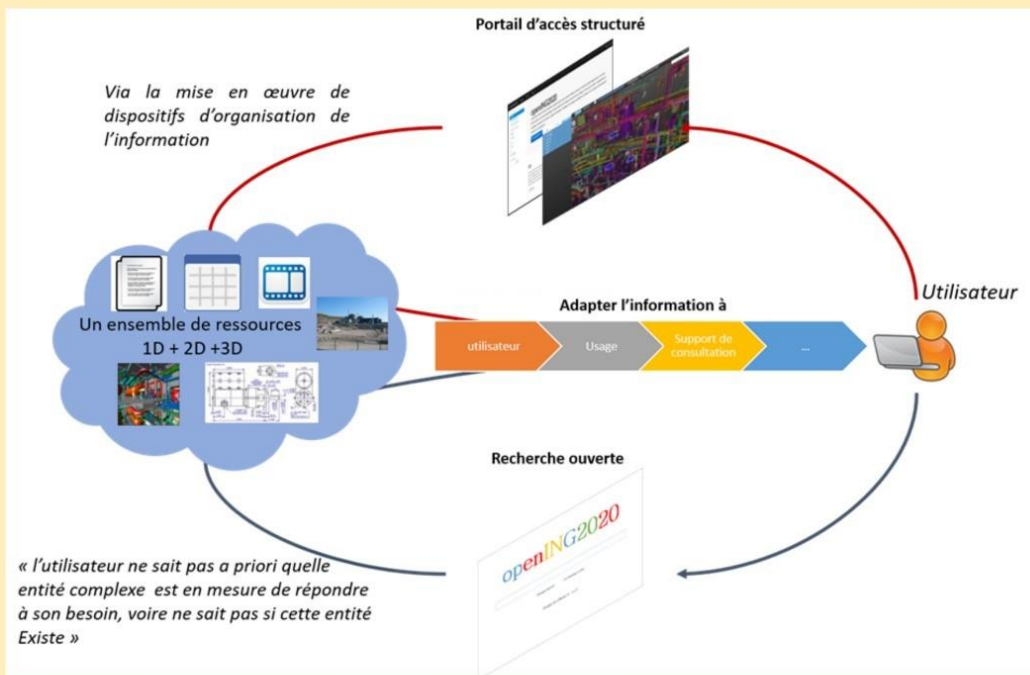 Portail d'accès structuré
Via la mise en œuvre de
dispositifs d'organisation de
l'information
openING2020
Utilisateur
Adapter l'information à
Un ensemble de ressources
1D + 2D +3D
utilisateur
Usage
Support de
consultation
...
Recherche ouverte
openING2020
« l'utilisateur ne sait pas a priori quelle
entité complexe est en mesure de répondre
à son besoin, voire ne sait pas si cette entité
Existe »